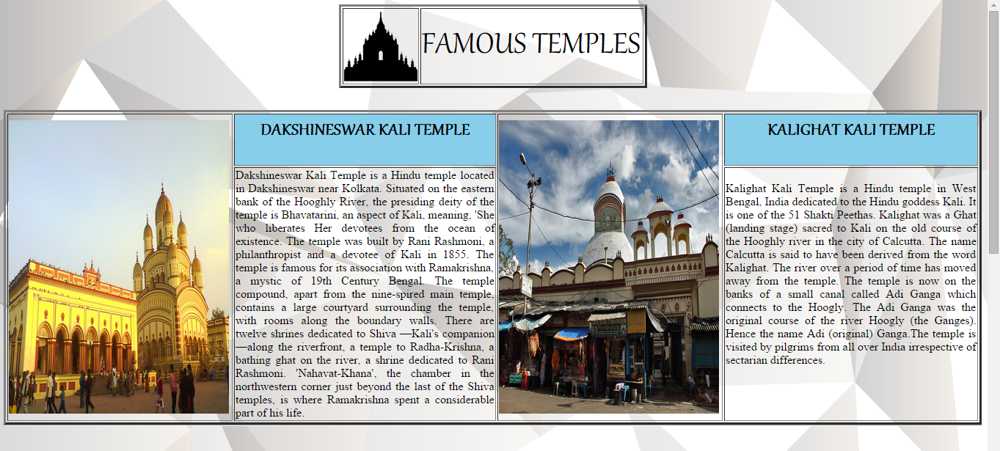 FAMOUS TEMPLES
DAKSHINESWAR KALI TEMPLE
Dakshineswar Kali Temple is a Hindu temple located
in Dakshineswar near Kolkata. Situated on the eastern
bank of the Hooghly River, the presiding deity of the
temple is Bhavatarini, an aspect of Kali, meaning, 'She
who liberates Her devotees from the ocean of
existence. The temple was built by Rani Rashmoni, a
philanthropist and a devotee of Kali in 1855. The
temple is famous for its association with Ramakrishna,
a mystic of 19th Century Bengal. The temple
compound, apart from the nine-spired main temple,
contains a large courtyard surrounding the temple,
with rooms along the boundary walls. There are
twelve shrines dedicated to Shiva —Kali's companion
—along the riverfront, a temple to Radha-Krishna, a
bathing ghat on the river, a shrine dedicated to Rani
Rashmoni. 'Nahavat-Khana', the chamber in the
northwestern corner just beyond the last of the Shiva
temples, is where Ramakrishna spent a considerable
part of his life.
KALIGHAT KALI TEMPLE
Kalighat Kali Temple is a Hindu temple in West
Bengal, India dedicated to the Hindu goddess Kali. It
is one of the 51 Shakti Peethas. Kalighat was a Ghat
(landing stage) sacred to Kali on the old course of
the Hooghly river in the city of Calcutta. The name
Calcutta is said to have been derived from the word
Kalighat. The river over a period of time has moved
away from the temple. The temple is now on the
banks of a small canal called Adi Ganga which
connects to the Hoogly. The Adi Ganga was the
original course of the river Hoogly (the Ganges).
Hence the name Adi (original) Ganga.The temple is
visited by pilgrims from all over India irrespective of
sectarian differences.